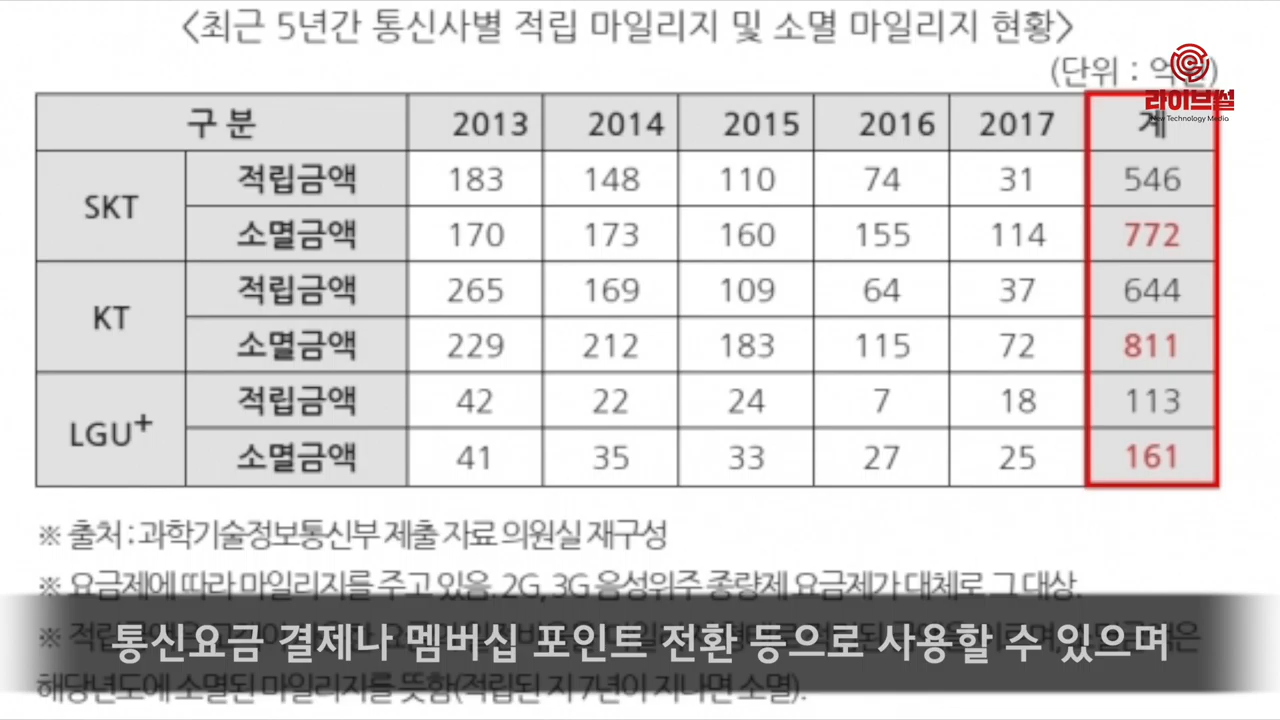 <최근 5년간 통신사별 적립 마일리지 및 소멸 마일리지 현황>
(단위 : 억원)
라이브썰
New Technology Media
구 분 2013 2014 2015 2016 2017 계
SKT 적립금액 183 148 110 74 31 546
소멸금액 170 173 160 155 114 772
KT 적립금액 265 169 109 64 37 644
소멸금액 229 212 183 115 72 811
LGU+ 적립금액 42 22 24 7 18 113
소멸금액 41 35 33 27 25 161
※ 출처 : 과학기술정보통신부 제출 자료 의원실 재구성
※ 요금제에 따라 마일리지를 주고 있음. 2G, 3G 음성위주 종량제 요금제가 대체로 그 대상.
※ 적립금액은
통신요금 결제나 멤버십 포인트 전환 등으로 사용할 수 있으며
해당년도에 소멸된 마일리지를 뜻함(적립된 지 7년이 지나면 소멸).